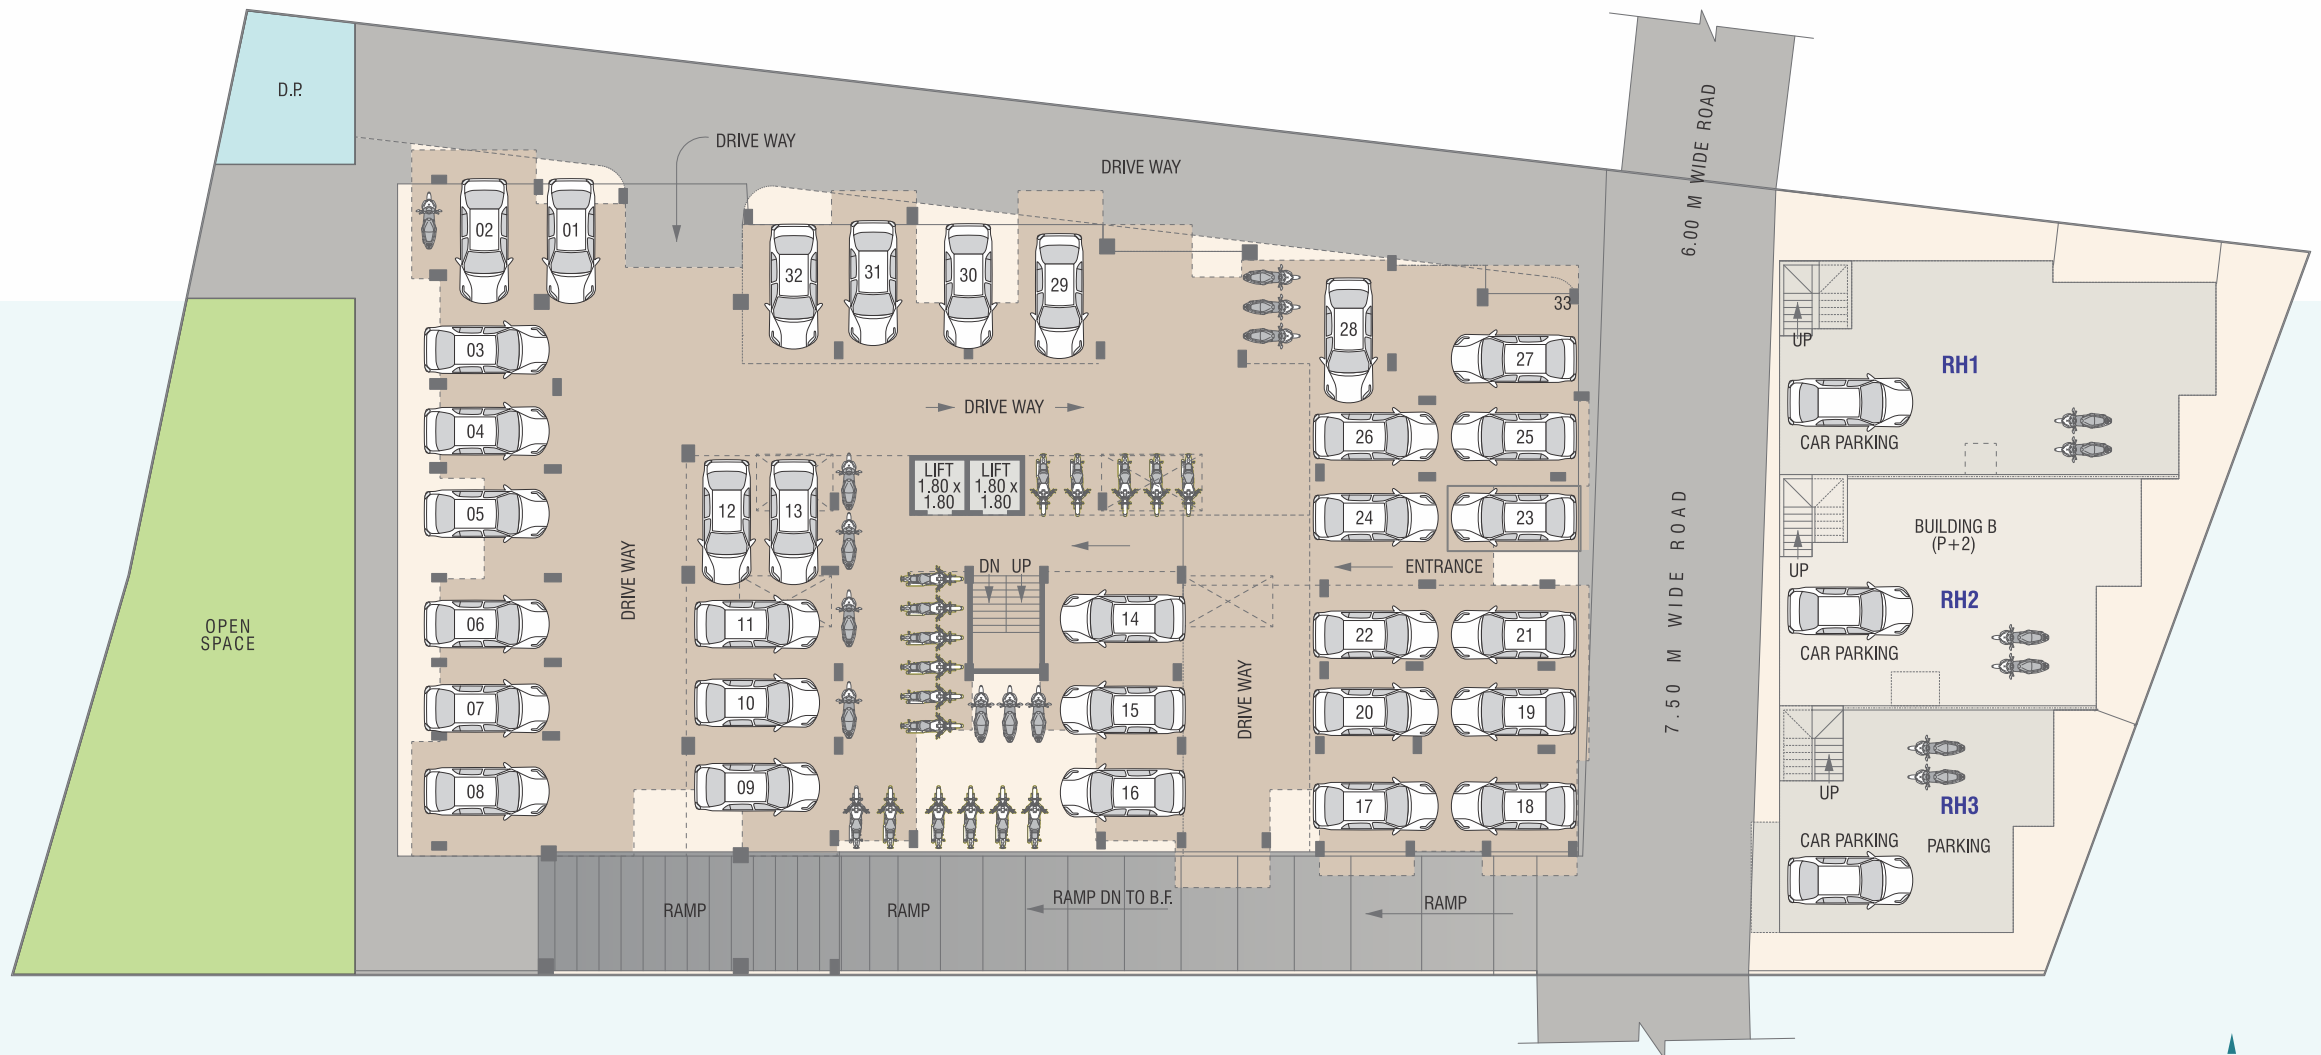 D.P.
DRIVE WAY
DRIVE WAY
6.00 M WIDE ROAD
02
01
32
31
30
29
28
33
27
03
04
05
06
07
08
DRIVE WAY
26
25
24
23
ENTRANCE
22
21
20
19
17
18
12
13
11
10
09
LIFT
1.80 x
1.80
LIFT
1.80 x
1.80
DN
UP
14
15
16
DRIVE WAY
DRIVE WAY
OPEN
SPACE
RAMP
RAMP
RAMP DN TO B.F.
RAMP
7.50 M WIDE ROAD
UP
RH1
CAR PARKING
BUILDING B
(P+2)
UP
RH2
CAR PARKING
UP
RH3
CAR PARKING
PARKING